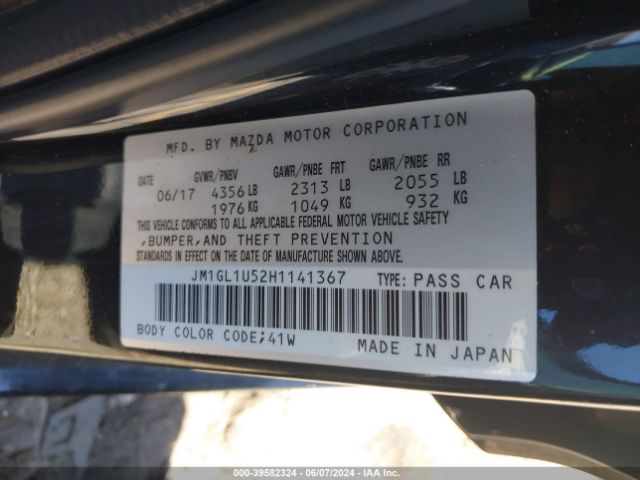 MFD. BY MAZDA MOTOR CORPORATION
DATE GVWR/PNBV GAWR/PNBE FRT GAWR/PNBE RR
06/17 4356 LB 2313 LB 2055 LB
1976 KG 1049 KG 932 KG
THIS VEHICLE CONFORMS TO ALL APPLICABLE FEDERAL MOTOR VEHICLE SAFETY
,BUMPER,AND THEFT PREVENTION
STANDARDS IN EFFECT ON THE DATE OF MANUFACTURE SHOWN ABOVE.
JM1GL1U52H1141367 TYPE: PASS CAR
BODY COLOR CODE;41W MADE IN JAPAN
000-39582324 | 06/07/2024 | IAA Inc.